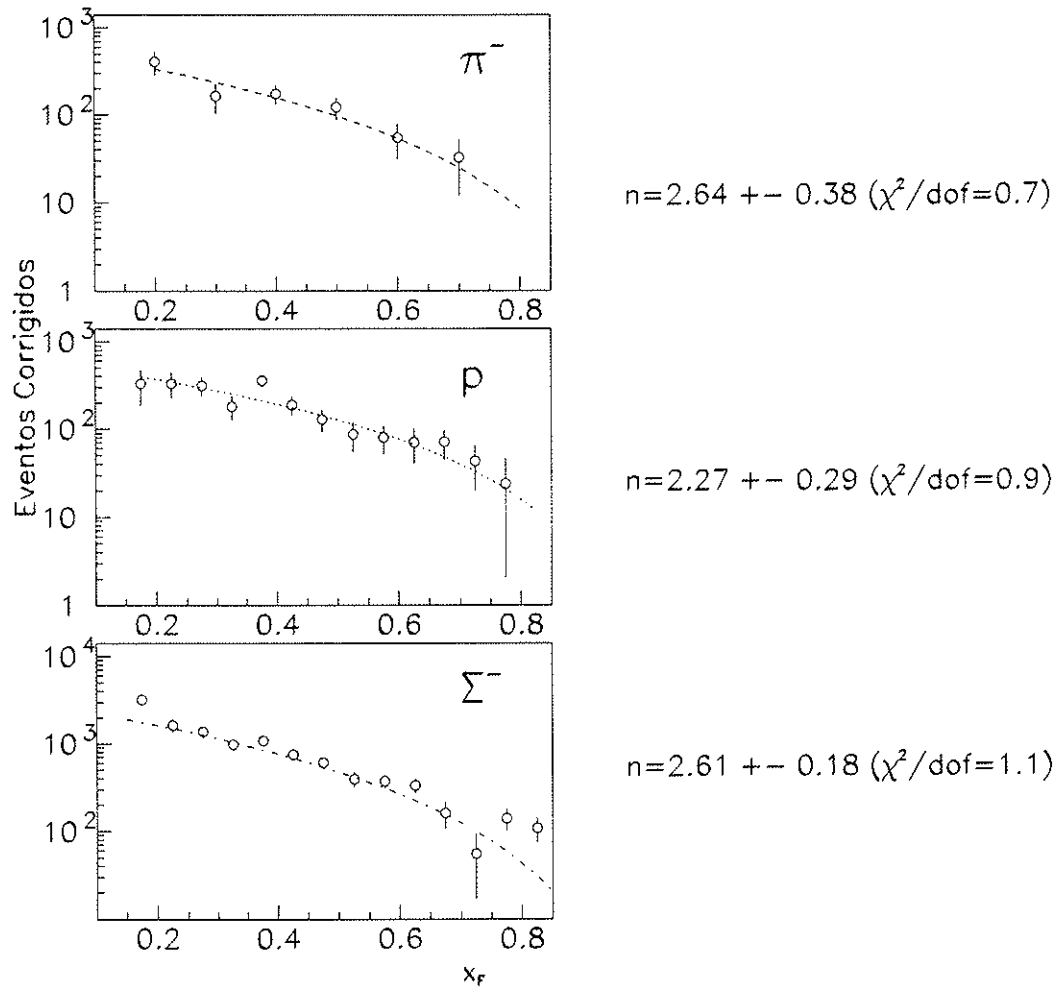 10³
π⁻
10²
10
1
0.2 0.4 0.6 0.8
n=2.64 +− 0.38 (χ²/dof=0.7)
Eventos Corrigidos
10³
p
10²
10
1
0.2 0.4 0.6 0.8
n=2.27 +− 0.29 (χ²/dof=0.9)
10⁴
Σ⁻
10³
10²
0.2 0.4 0.6 0.8
n=2.61 +− 0.18 (χ²/dof=1.1)
x_F